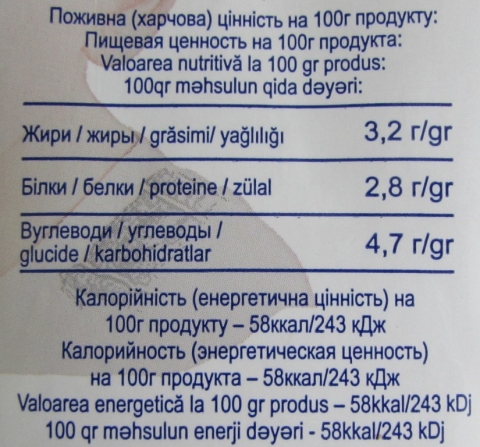 Поживна (харчова) цінність на 100г продукту:
Пищевая ценность на 100г продукта:
Valoarea nutritivă la 100 gr produs:
100qr məhsulun qida dəyəri:
Жири / жиры / grăsimi/ yağlılığı 3,2 г/gr
Білки / белки / proteine / zülal 2,8 г/gr
Вуглеводи / углеводы /
glucide / karbohidratlar 4,7 г/gr
Калорійність (енергетична цінність) на
100г продукту – 58ккал/243 кДж
Калорийность (энергетическая ценность)
на 100г продукта – 58ккал/243 кДж
Valoarea energetică la 100 gr produs – 58kkal/243 kDj
100 qr məhsulun enerji dəyəri - 58kkal/243 kDj